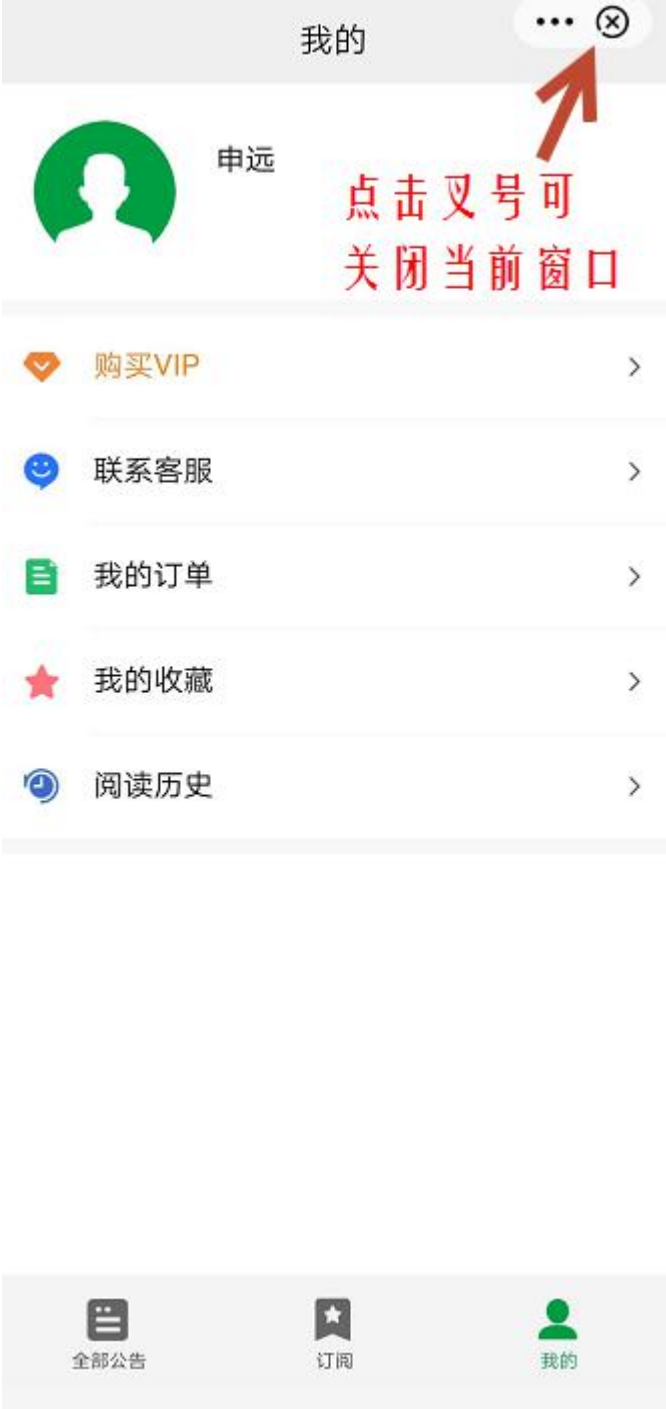 我的
申远
点击叉号可
关闭当前窗口
购买VIP
联系客服
我的订单
我的收藏
阅读历史
全部公告
订阅
我的